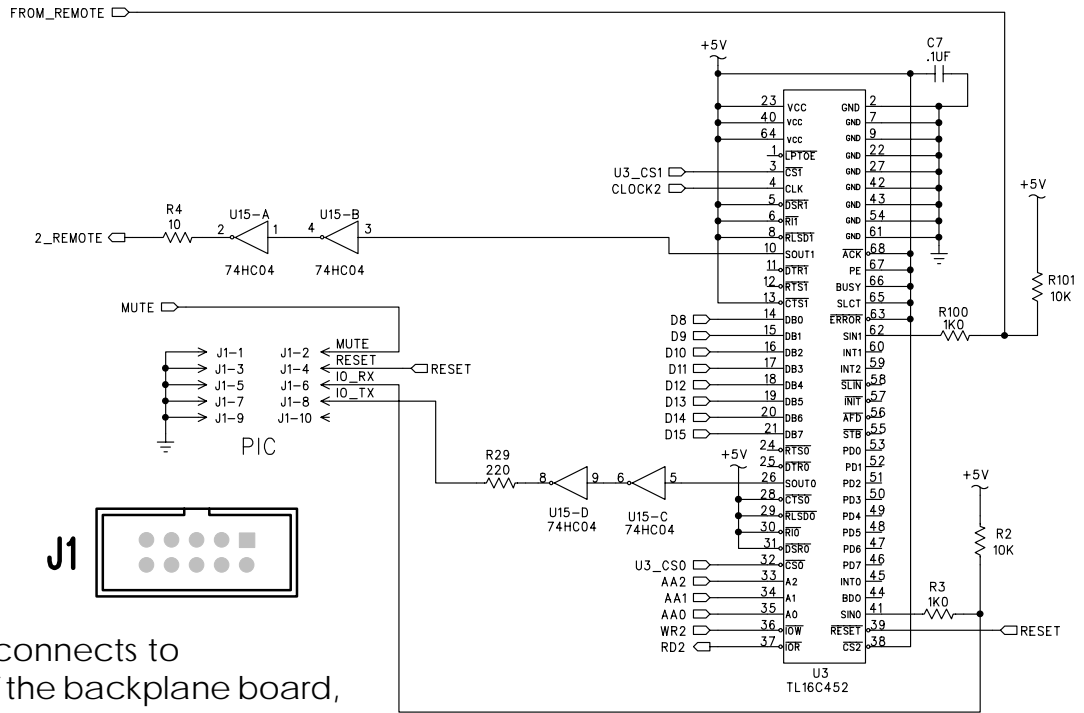 FROM_REMOTE
+5V
C7
.1UF
23 VCC GND 2
40 VCC GND 7
64 VCC GND 9
1 LPTOE GND 22
U3_CS1 3 CS1 GND 27
CLOCK2 4 CLK GND 42
5 DSR1 GND 43
6 RI1 GND 54
8 RLSD1 GND 61
10 SOUT1 ACK 68
11 DTR1 PE 67
12 RTS1 BUSY 66
13 CTS1 SLCT 65
D8 14 DB0 ERROR 63
D9 15 DB1 SIN1 62
D10 16 DB2 INT1 60
D11 17 DB3 INT2 59
D12 18 DB4 SLIN 58
D13 19 DB5 INIT 57
D14 20 DB6 AFD 56
D15 21 DB7 STB 55
24 RTS0 PD0 53
25 DTR0 PD1 52
26 SOUT0 PD2 51
28 CTS0 PD3 50
29 RLSD0 PD4 49
30 RI0 PD5 48
31 DSR0 PD6 47
U3_CS0 32 CS0 PD7 46
AA2 33 A2 INT0 45
AA1 34 A1 BDO 44
AA0 35 A0 SIN0 41
WR2 36 IOW RESET 39 RESET
RD2 37 IOR CS2 38
U3
TL16C452
+5V
R101
10K
R100
1K0
+5V
R2
10K
R3
1K0
2_REMOTE
R4
10
2 U15-A 1
74HC04
4 U15-B 3
74HC04
MUTE
J1-1 J1-2 MUTE
J1-3 J1-4 RESET RESET
J1-5 J1-6 IO_RX
J1-7 J1-8 IO_TX
J1-9 J1-10
PIC
R29
220
8 9 6 5
U15-D U15-C
74HC04 74HC04
+5V
J1
connects to
the backplane board,